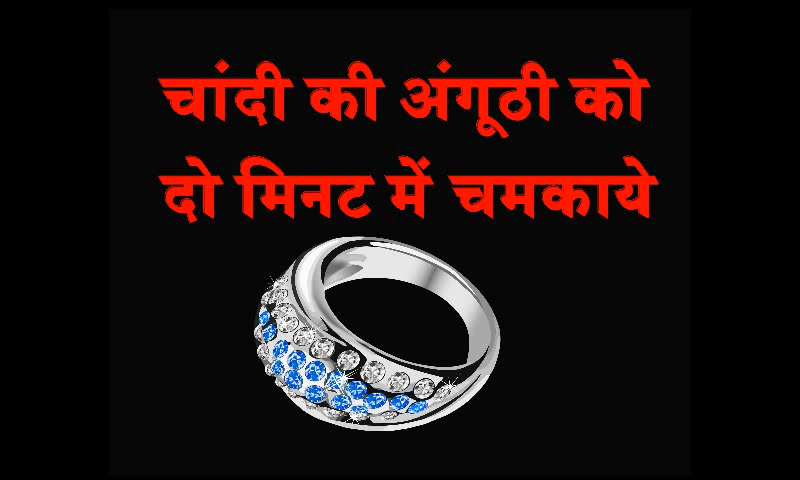 चांदी की अंगूठी को
दो मिनट में चमकाये